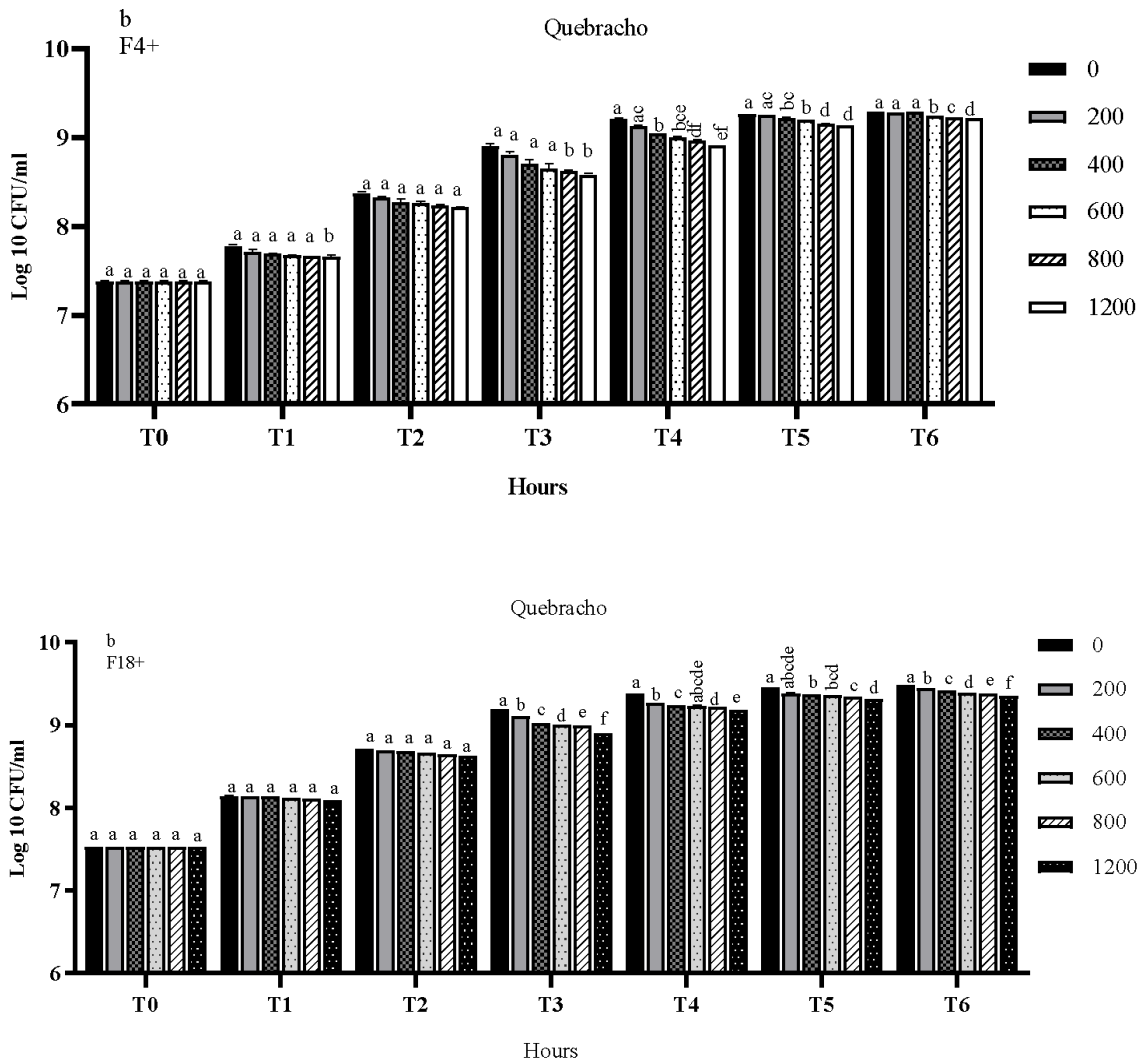 b
F4+
Quebracho
10
9
8
7
6
Log 10 CFU/ml
a a a a a a
a a a a a b
a a a a a a
a a a a b b
a ac b bce df ef
a ac bc b d d
a a a b c d
T0 T1 T2 T3 T4 T5 T6
Hours
0
200
400
600
800
1200
Quebracho
b
F18+
10
9
8
7
6
Log 10 CFU/ml
a a a a a a
a a a a a a
a a a a a a
a b c d e f
a b c abcde d e
a abcde b bcd c d
a b c d e f
T0 T1 T2 T3 T4 T5 T6
Hours
0
200
400
600
800
1200